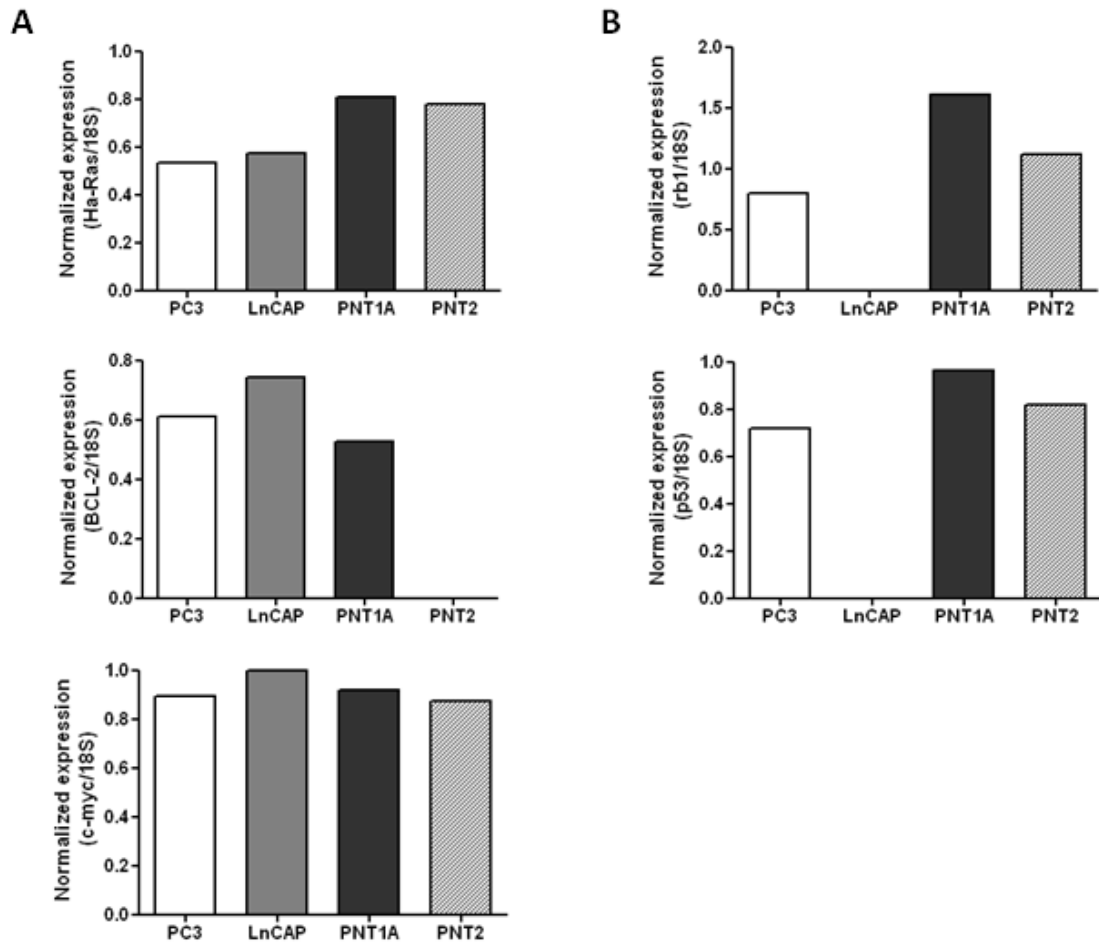 A
Normalized expression
(Ha-Ras/18S)
1.0
0.8
0.6
0.4
0.2
0.0
PC3 LnCAP PNT1A PNT2
Normalized expression
(BCL-2/18S)
0.8
0.6
0.4
0.2
0.0
PC3 LnCAP PNT1A PNT2
Normalized expression
(c-myc/18S)
1.0
0.8
0.6
0.4
0.2
0.0
PC3 LnCAP PNT1A PNT2
B
Normalized expression
(rb1/18S)
2.0
1.5
1.0
0.5
0.0
PC3 LnCAP PNT1A PNT2
Normalized expression
(p53/18S)
1.0
0.8
0.6
0.4
0.2
0.0
PC3 LnCAP PNT1A PNT2